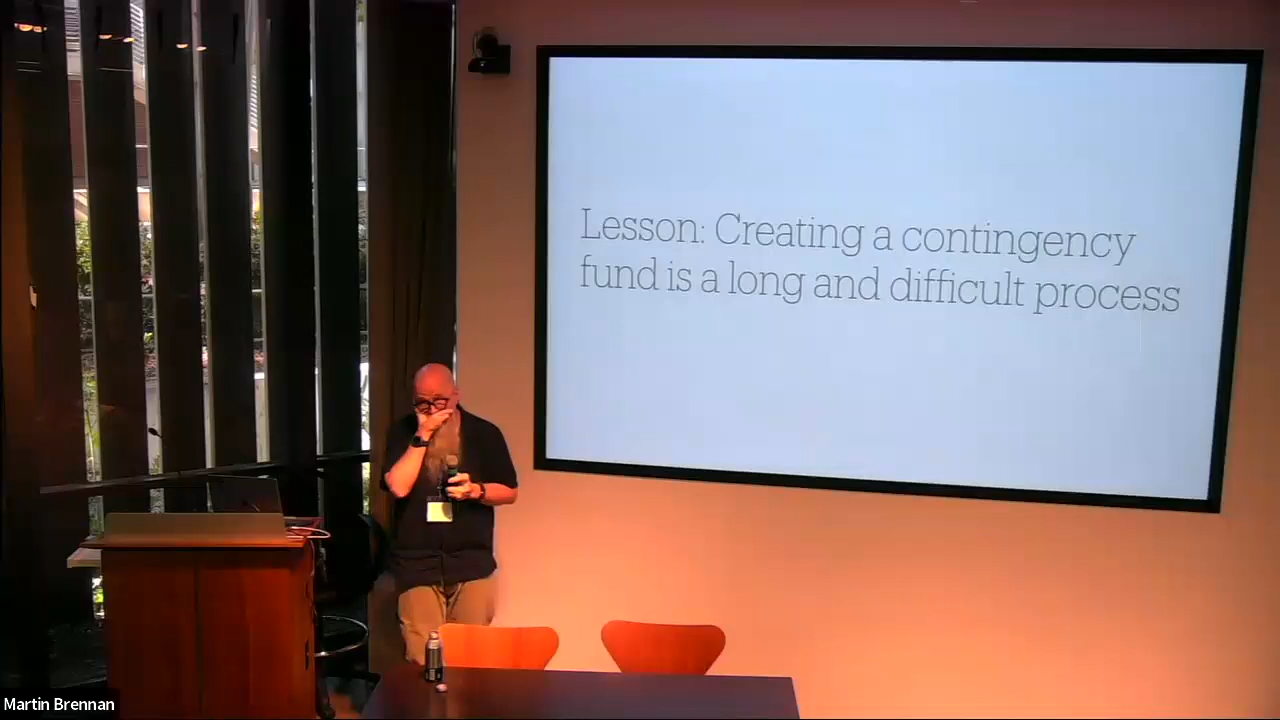 Lesson: Creating a contingency
fund is a long and difficult process
Martin Brennan